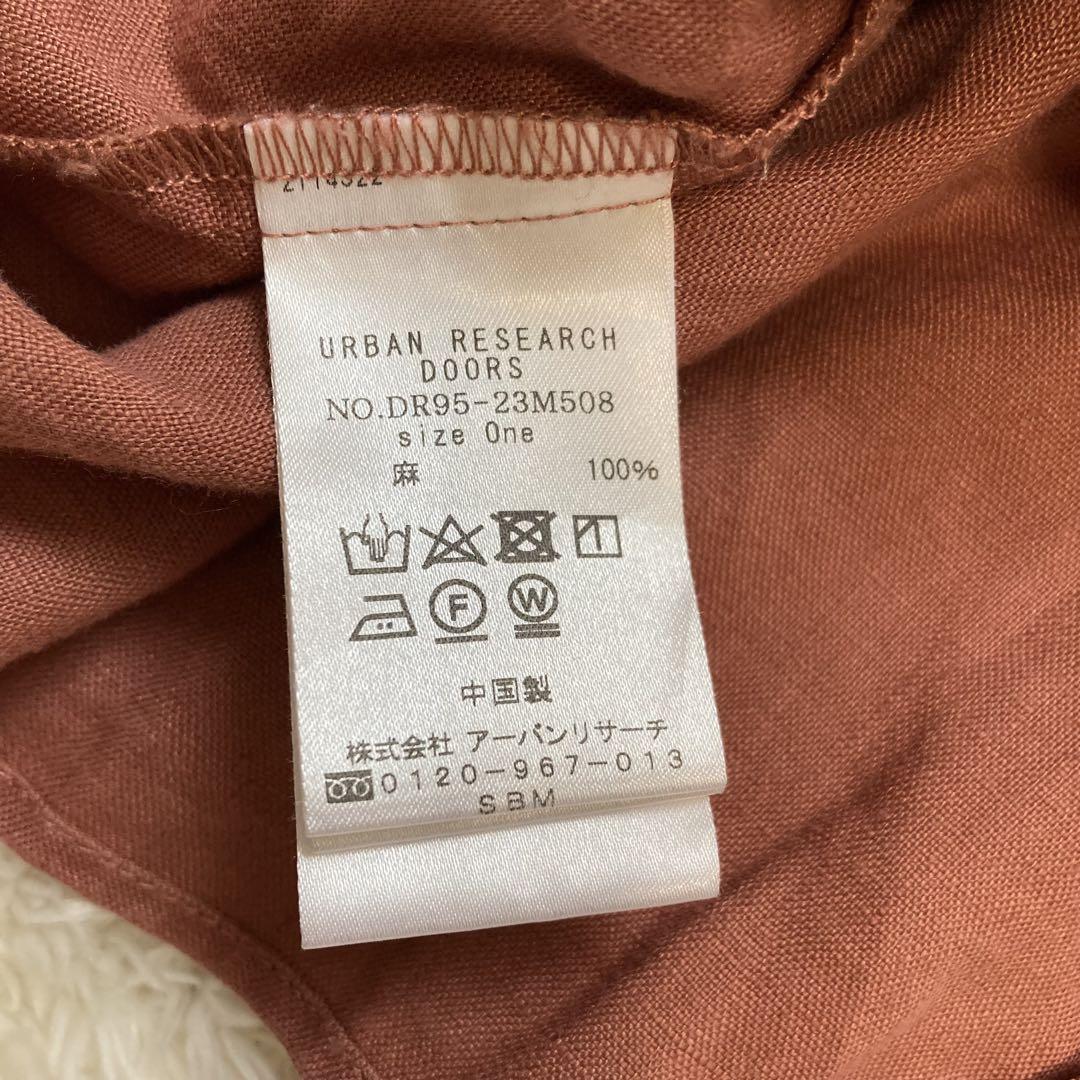 URBAN RESEARCH
DOORS
NO.DR95-23M508
size One
麻 100%
F W
中国製
株式会社 アーバンリサーチ
0120-967-013
SBM